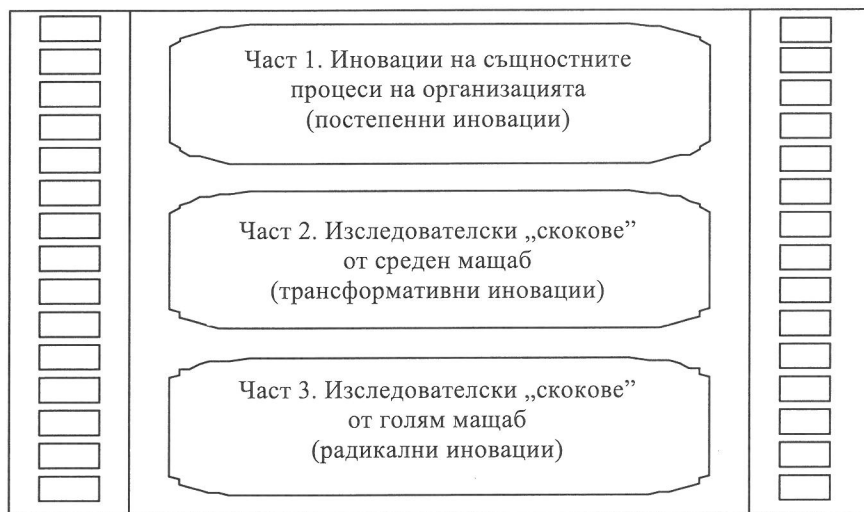 Част 1. Иновации на същностните
процеси на организацията
(постепенни иновации)
Част 2. Изследователски „скокове”
от среден мащаб
(трансформативни иновации)
Част 3. Изследователски „скокове”
от голям мащаб
(радикални иновации)